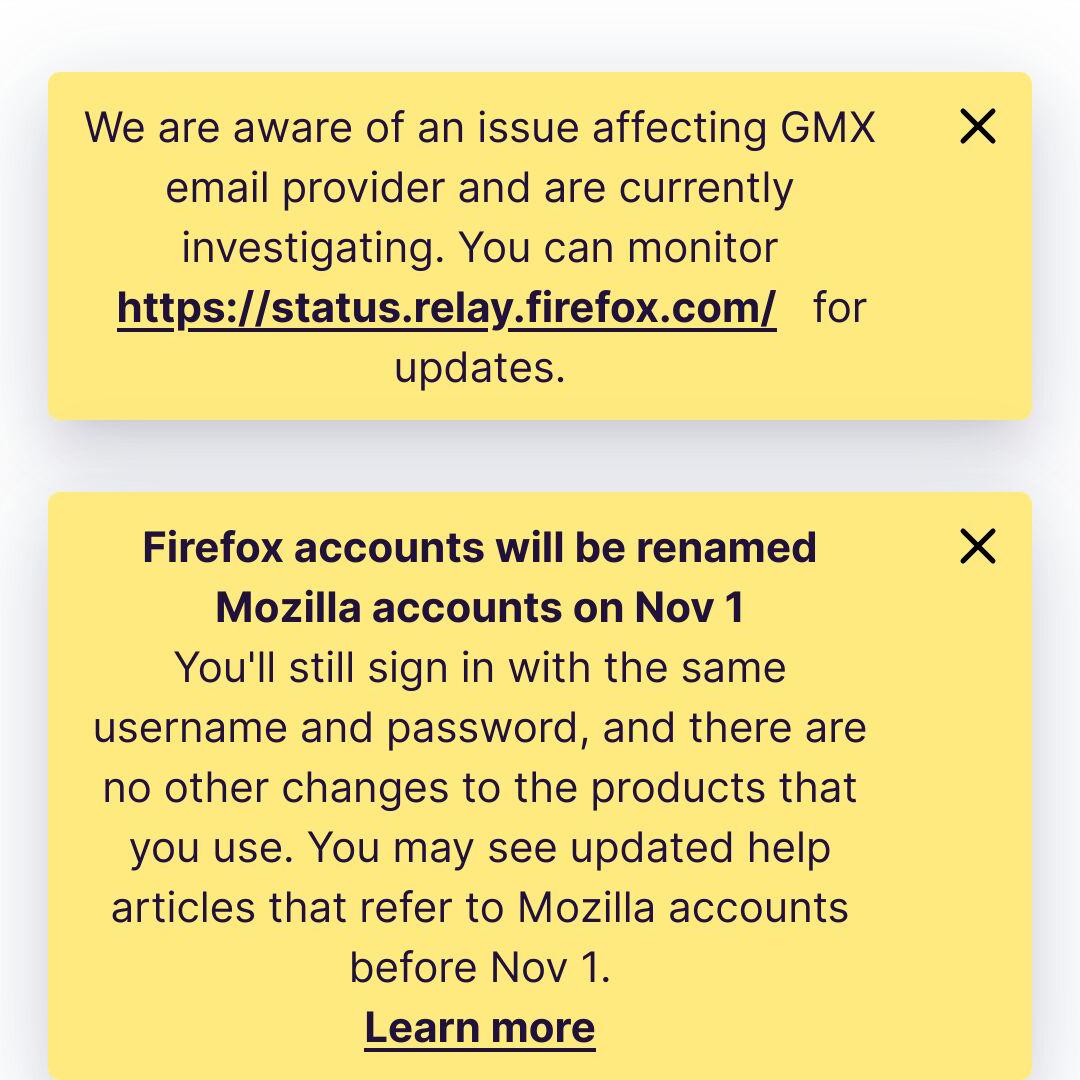 We are aware of an issue affecting GMX
email provider and are currently
investigating. You can monitor
https://status.relay.firefox.com/ for
updates.
Firefox accounts will be renamed
Mozilla accounts on Nov 1
You'll still sign in with the same
username and password, and there are
no other changes to the products that
you use. You may see updated help
articles that refer to Mozilla accounts
before Nov 1.
Learn more